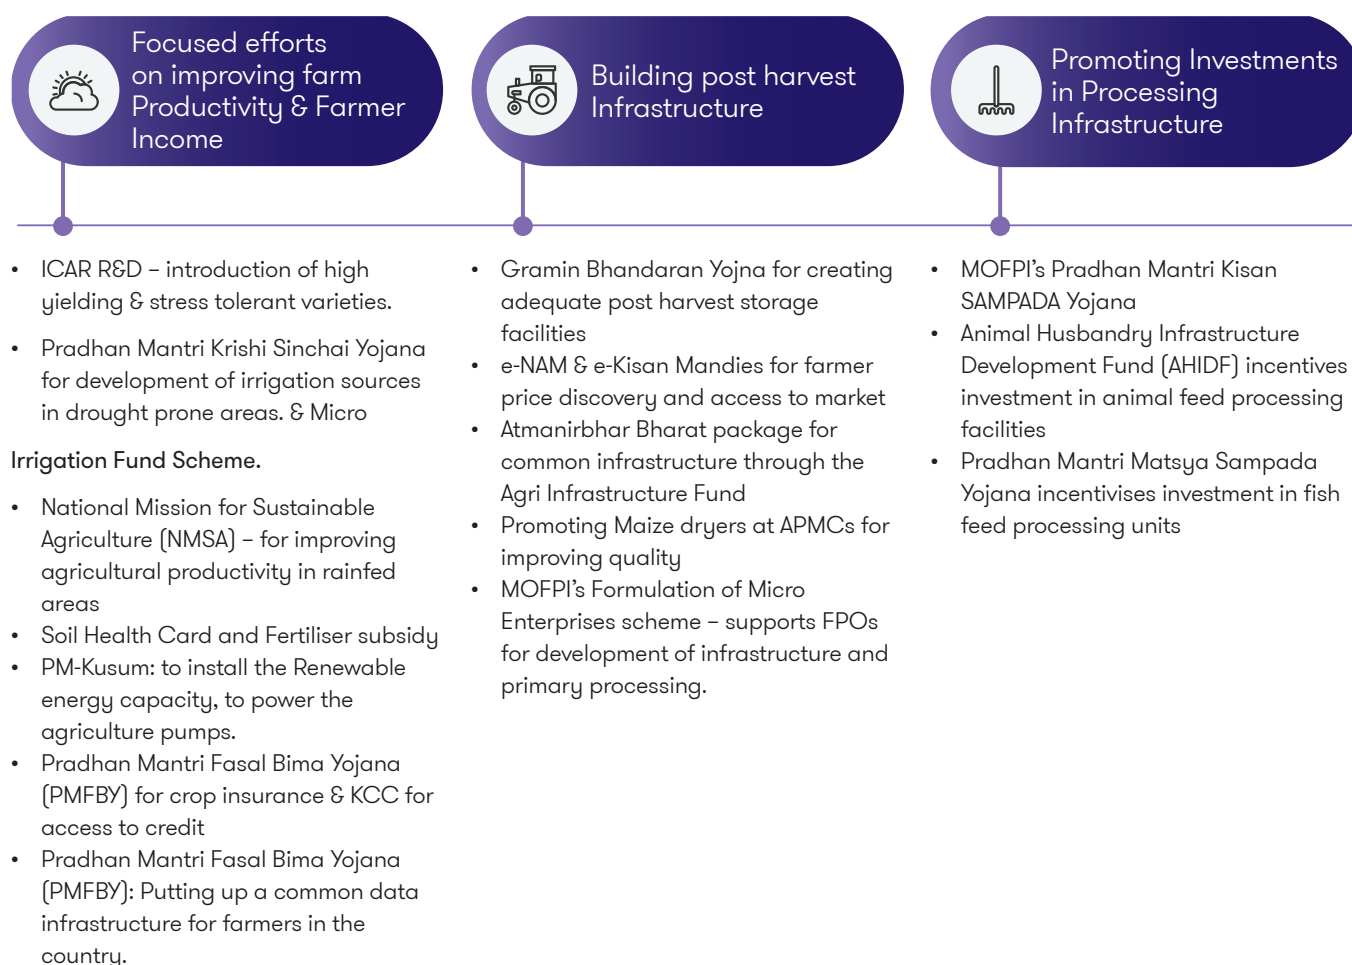 Focused efforts
on improving farm
Productivity & Farmer
Income
• ICAR R&D – introduction of high
yielding & stress tolerant varieties.
• Pradhan Mantri Krishi Sinchai Yojana
for development of irrigation sources
in drought prone areas. & Micro
Irrigation Fund Scheme.
• National Mission for Sustainable
Agriculture (NMSA) – for improving
agricultural productivity in rainfed
areas
• Soil Health Card and Fertiliser subsidy
• PM-Kusum: to install the Renewable
energy capacity, to power the
agriculture pumps.
• Pradhan Mantri Fasal Bima Yojana
(PMFBY) for crop insurance & KCC for
access to credit
• Pradhan Mantri Fasal Bima Yojana
(PMFBY): Putting up a common data
infrastructure for farmers in the
country.
Building post harvest
Infrastructure
• Gramin Bhandaran Yojna for creating
adequate post harvest storage
facilities
• e-NAM & e-Kisan Mandies for farmer
price discovery and access to market
• Atmanirbhar Bharat package for
common infrastructure through the
Agri Infrastructure Fund
• Promoting Maize dryers at APMCs for
improving quality
• MOFPI’s Formulation of Micro
Enterprises scheme – supports FPOs
for development of infrastructure and
primary processing.
Promoting Investments
in Processing
Infrastructure
• MOFPI’s Pradhan Mantri Kisan
SAMPADA Yojana
• Animal Husbandry Infrastructure
Development Fund (AHIDF) incentives
investment in animal feed processing
facilities
• Pradhan Mantri Matsya Sampada
Yojana incentivises investment in fish
feed processing units